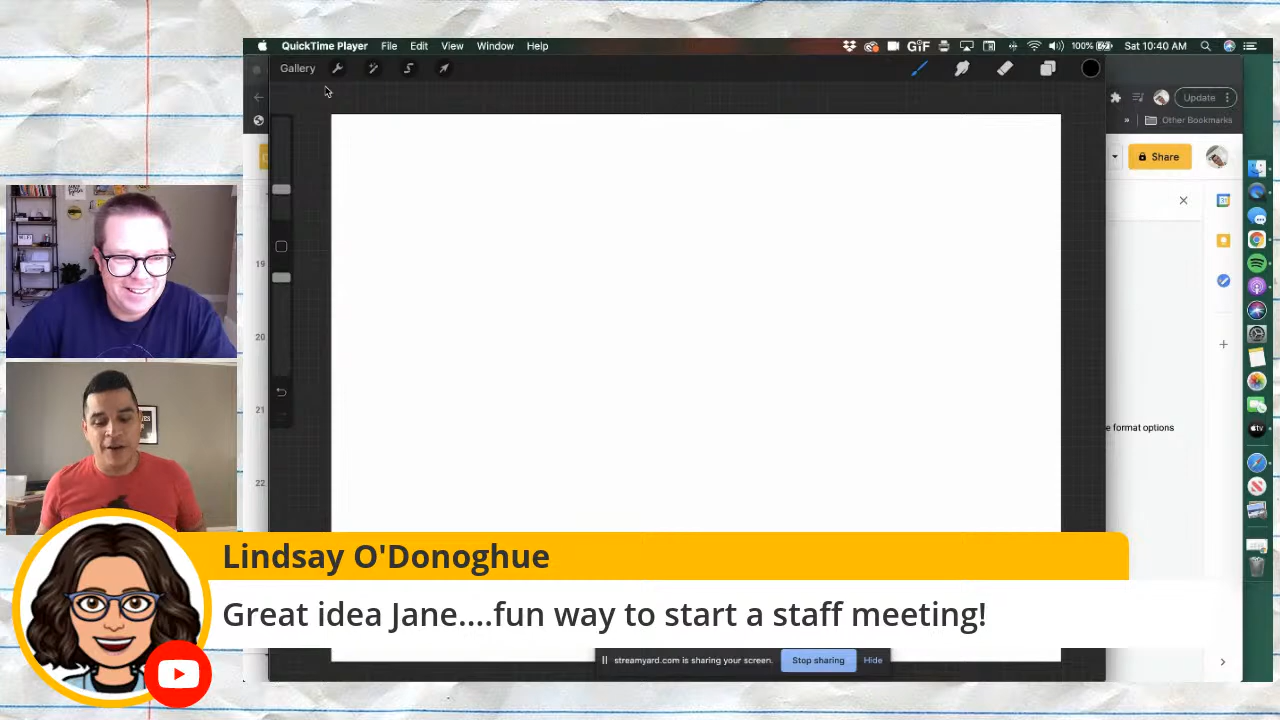 QuickTime Player File Edit View Window Help GIF 100% Sat 10:40 AM
Gallery
Update
» Other Bookmarks
Share
19
20
21
e format options
22
Lindsay O'Donoghue
Great idea Jane....fun way to start a staff meeting!
streamyard.com is sharing your screen. Stop sharing Hide